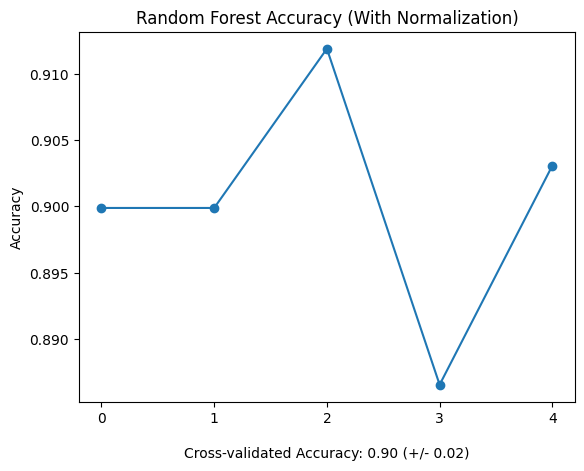 Random Forest Accuracy (With Normalization)
0.910
0.905
0.900
0.895
0.890
Accuracy
0 1 2 3 4
Cross-validated Accuracy: 0.90 (+/- 0.02)